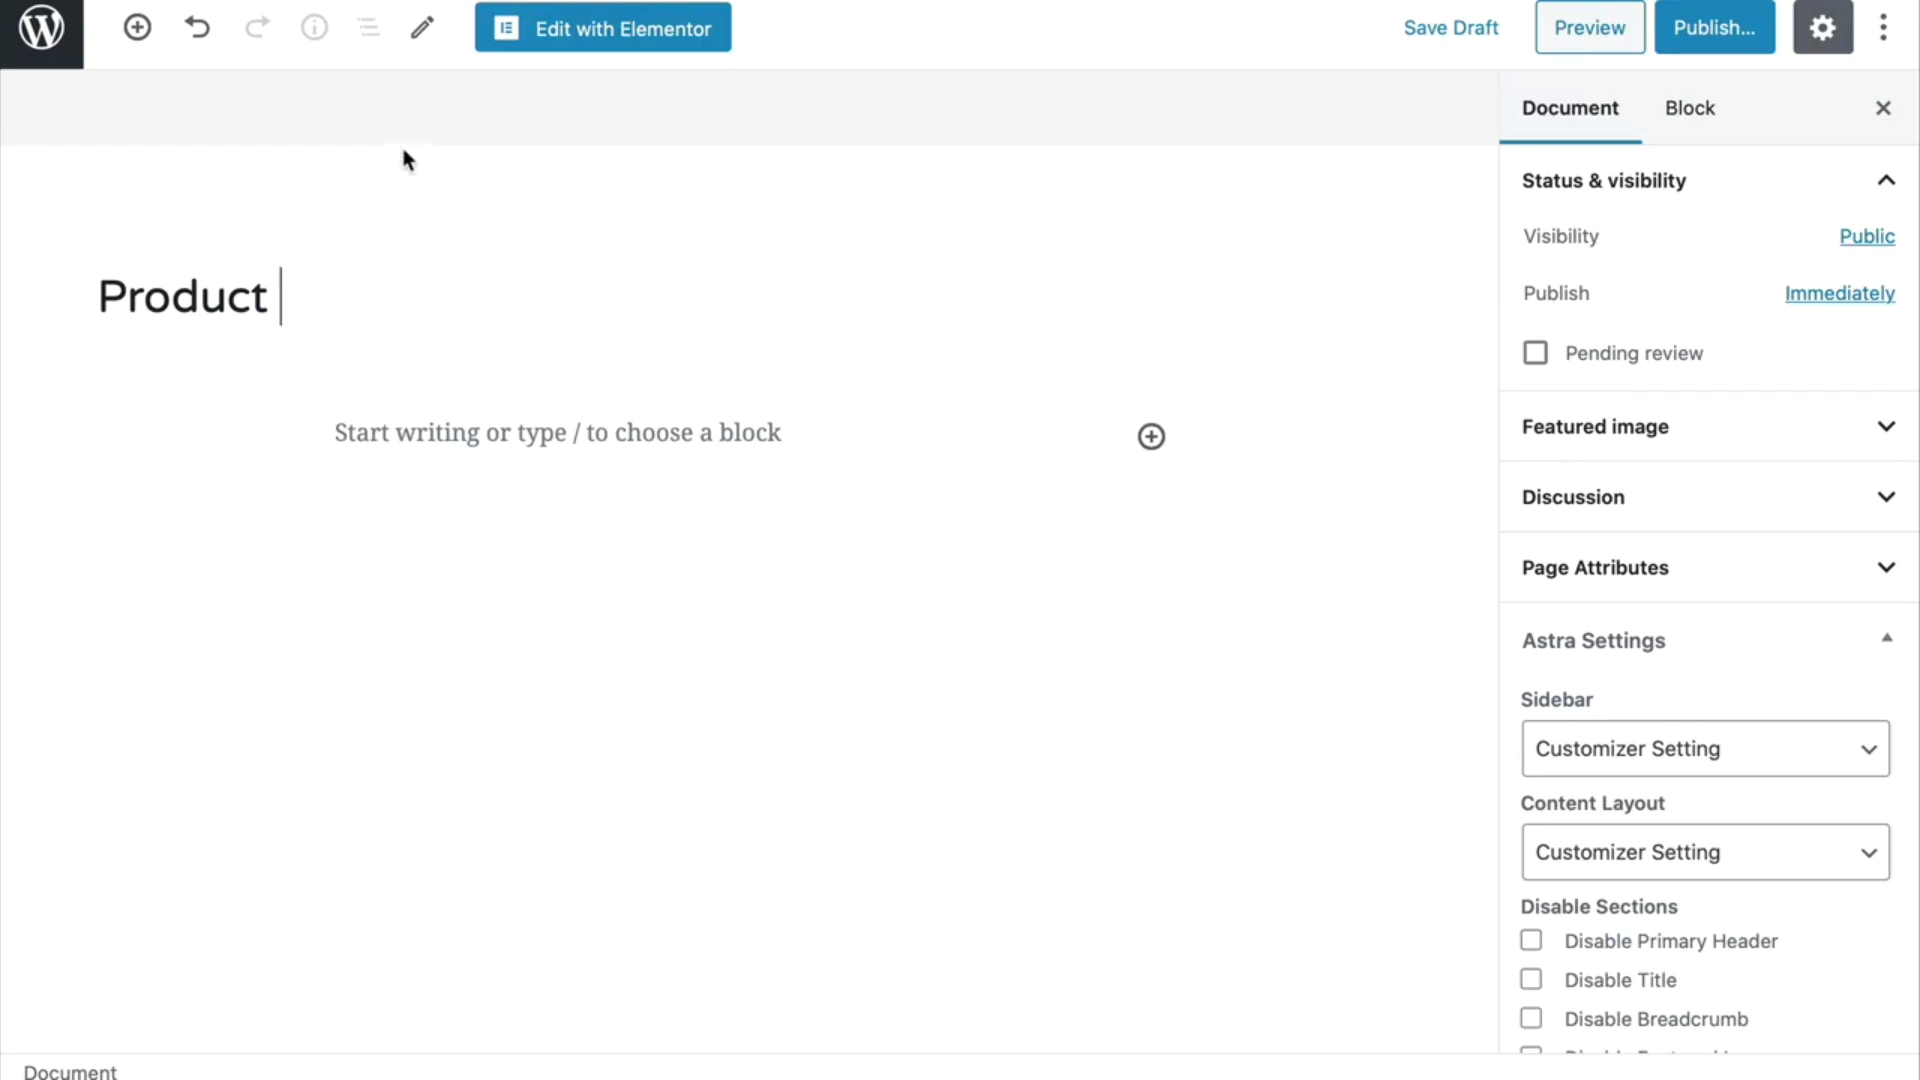 Edit with Elementor
Save Draft
Preview
Publish...
Document
Block
Status & visibility
Visibility
Public
Publish
Immediately
Pending review
Product
Start writing or type / to choose a block
Featured image
Discussion
Page Attributes
Astra Settings
Sidebar
Customizer Setting
Content Layout
Customizer Setting
Disable Sections
Disable Primary Header
Disable Title
Disable Breadcrumb
Document